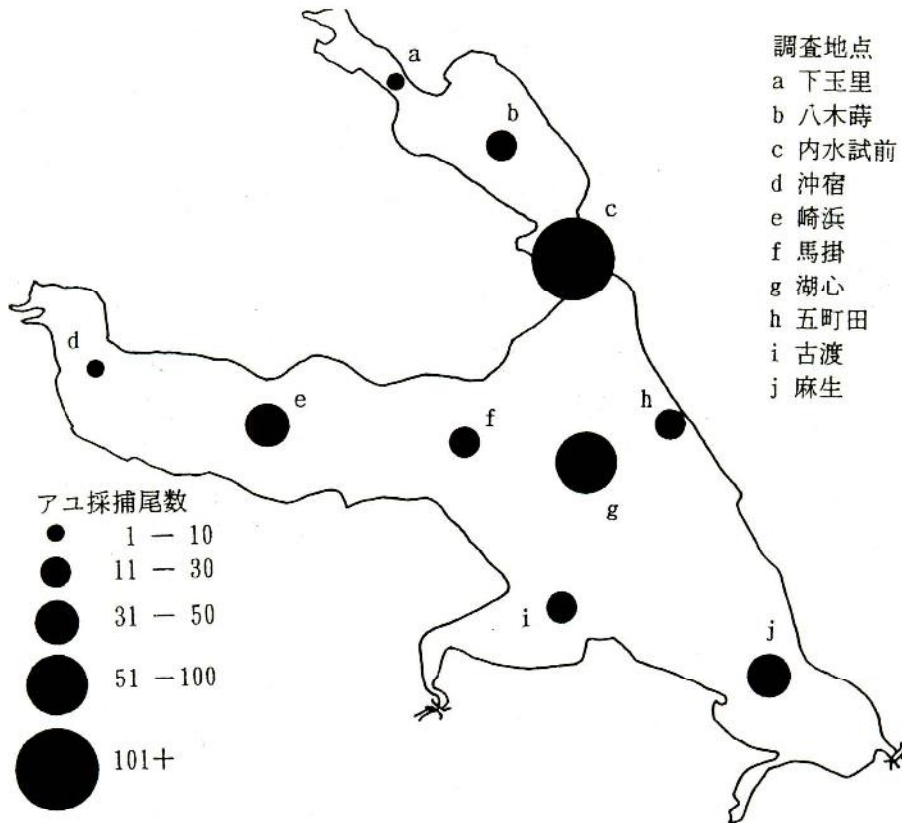 調査地点
a 下玉里
b 八木蒔
c 内水試前
d 沖宿
e 崎浜
f 馬掛
g 湖心
h 五町田
i 古渡
j 麻生
a
b
c
d
e
f
g
h
i
j
アユ採捕尾数
1 — 10
11 — 30
31 — 50
51 —100
101+